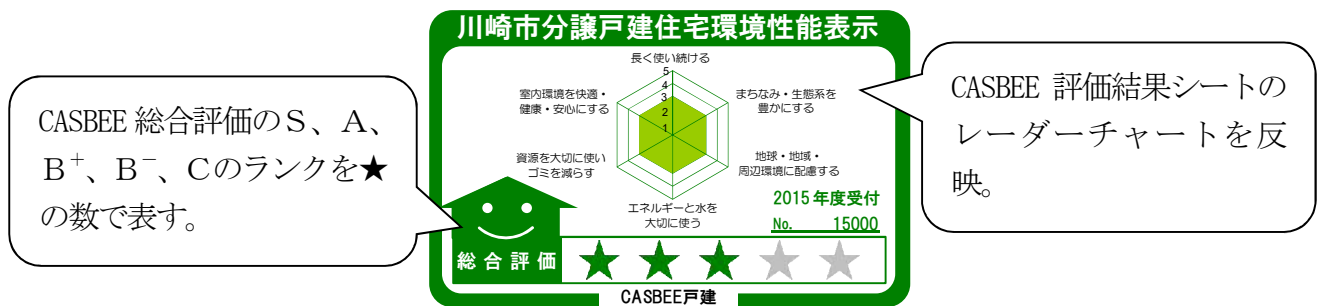 川崎市分譲戸建住宅環境性能表示
CASBEE 総合評価のS、A、
B⁺、B⁻、Cのランクを★
の数で表す。
長く使い続ける
5
4
3
2
1
室内環境を快適・
健康・安心にする
まちなみ・生態系を
豊かにする
資源を大切に使い
ゴミを減らす
地球・地域・
周辺環境に配慮する
エネルギーと水を
大切に使う
2015年度受付
No. 15000
総合評価 ★ ★ ★ ★ ★
CASBEE戸建
CASBEE 評価結果シートの
レーダーチャートを反
映。